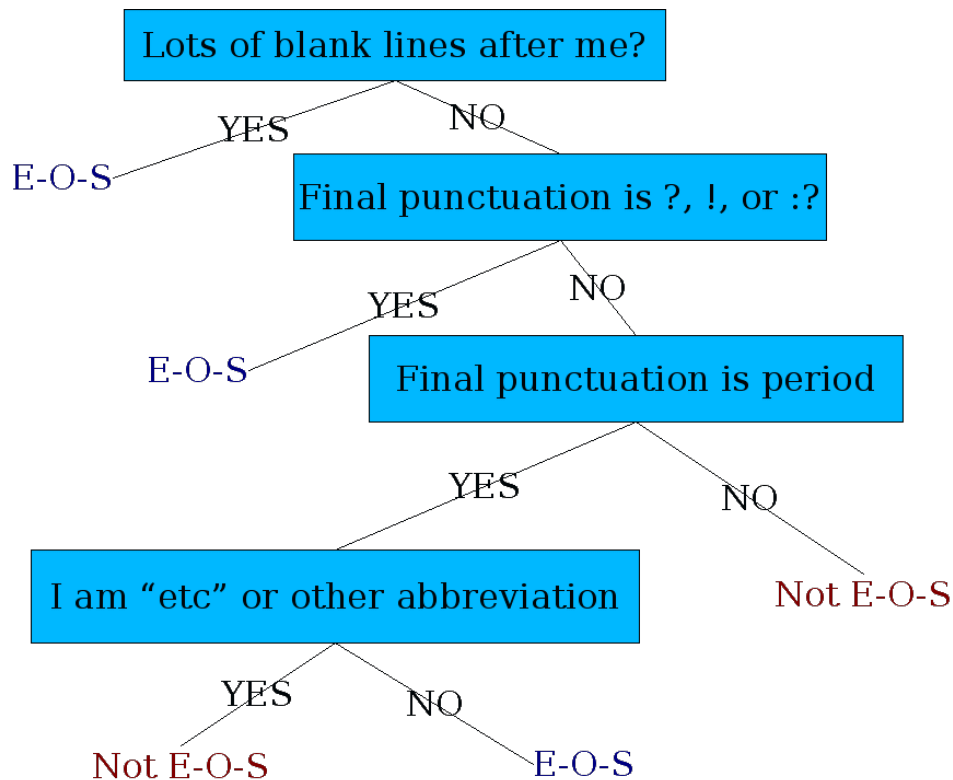 Lots of blank lines after me?
YES
NO
E-O-S
Final punctuation is ?, !, or :?
YES
NO
E-O-S
Final punctuation is period
YES
NO
I am “etc” or other abbreviation
Not E-O-S
YES
NO
Not E-O-S
E-O-S